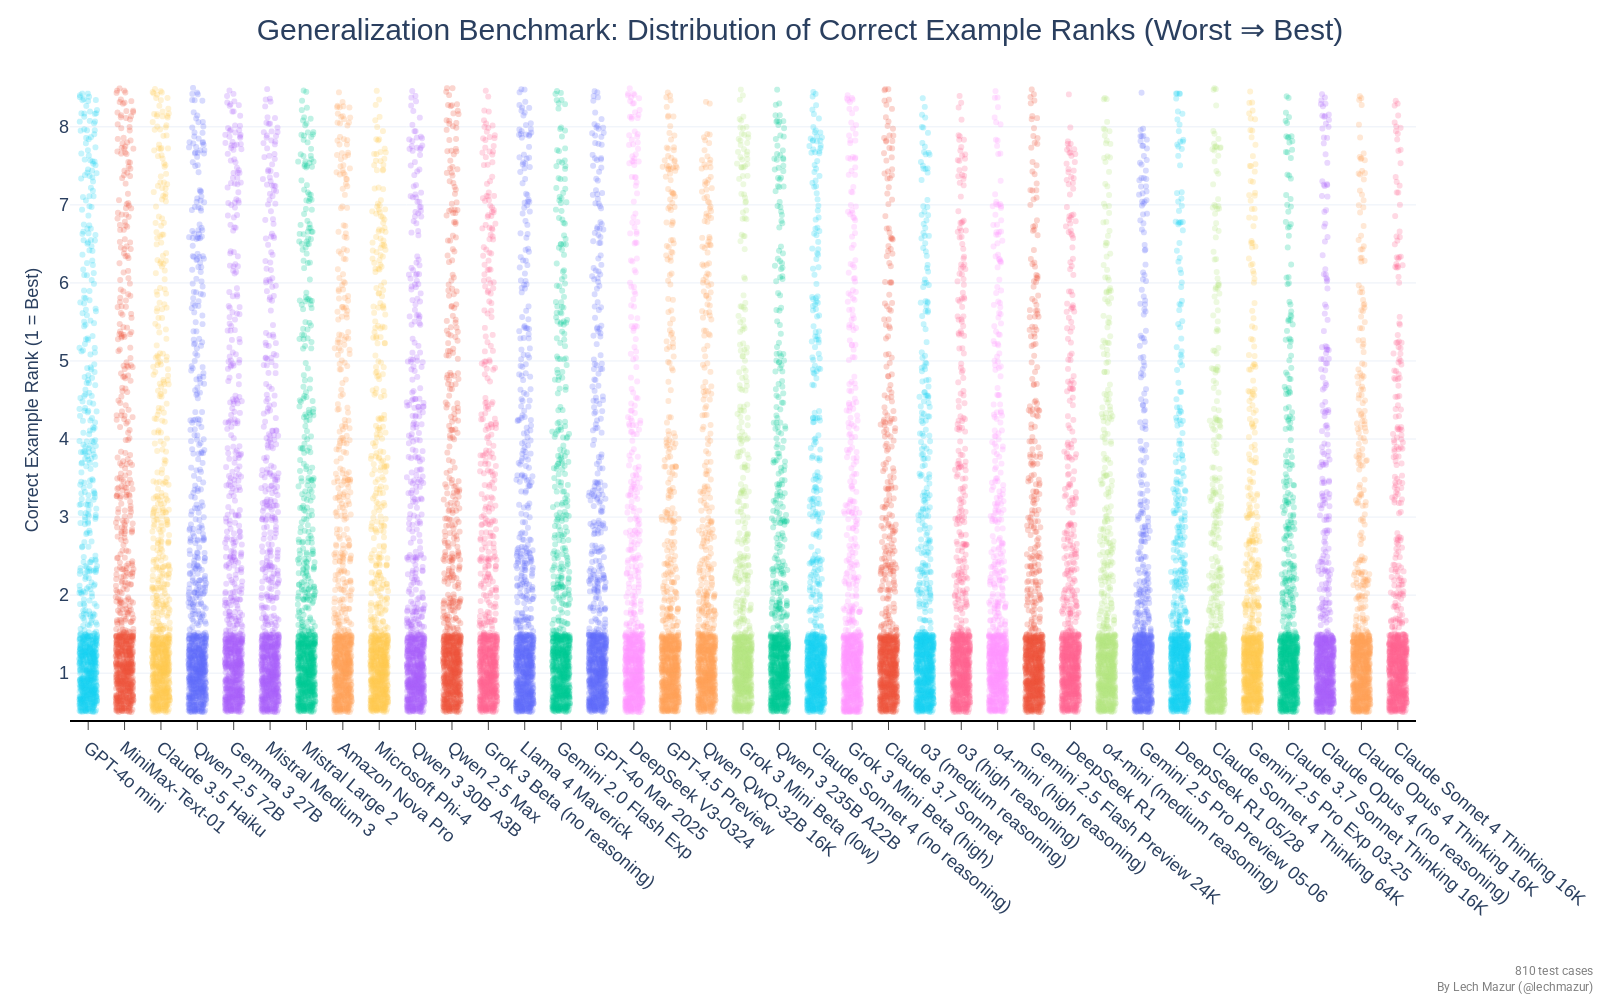 Generalization Benchmark: Distribution of Correct Example Ranks (Worst ⇒ Best)
Correct Example Rank (1 = Best)
8
7
6
5
4
3
2
1
GPT-4o mini
MiniMax-Text-01
Claude 3.5 Haiku
Qwen 2.5 72B
Gemma 3 27B
Mistral Medium 3
Mistral Large 2
Amazon Nova Pro
Microsoft Phi-4
Qwen 3 30B A3B
Qwen 2.5 Max
Grok 3 Beta (no reasoning)
Llama 4 Maverick
Gemini 2.0 Flash Exp
GPT-4o Mar 2025
DeepSeek V3-0324
GPT-4.5 Preview
Qwen QwQ-32B 16K
Grok 3 Mini Beta (low)
Qwen 3 235B A22B
Claude Sonnet 4 (no reasoning)
Grok 3 Mini Beta (high)
Claude 3.7 Sonnet
o3 (medium reasoning)
o3 (high reasoning)
o4-mini (high reasoning)
Gemini 2.5 Flash Preview 24K
DeepSeek R1
o4-mini (medium reasoning)
Gemini 2.5 Pro Preview 05-06
DeepSeek R1 05/28
Claude Sonnet 4 Thinking 64K
Gemini 2.5 Pro Exp 03-25
Claude 3.7 Sonnet Thinking 16K
Claude Opus 4 (no reasoning)
Claude Opus 4 Thinking 16K
Claude Sonnet 4 Thinking 16K
810 test cases
By Lech Mazur (@lechmazur)